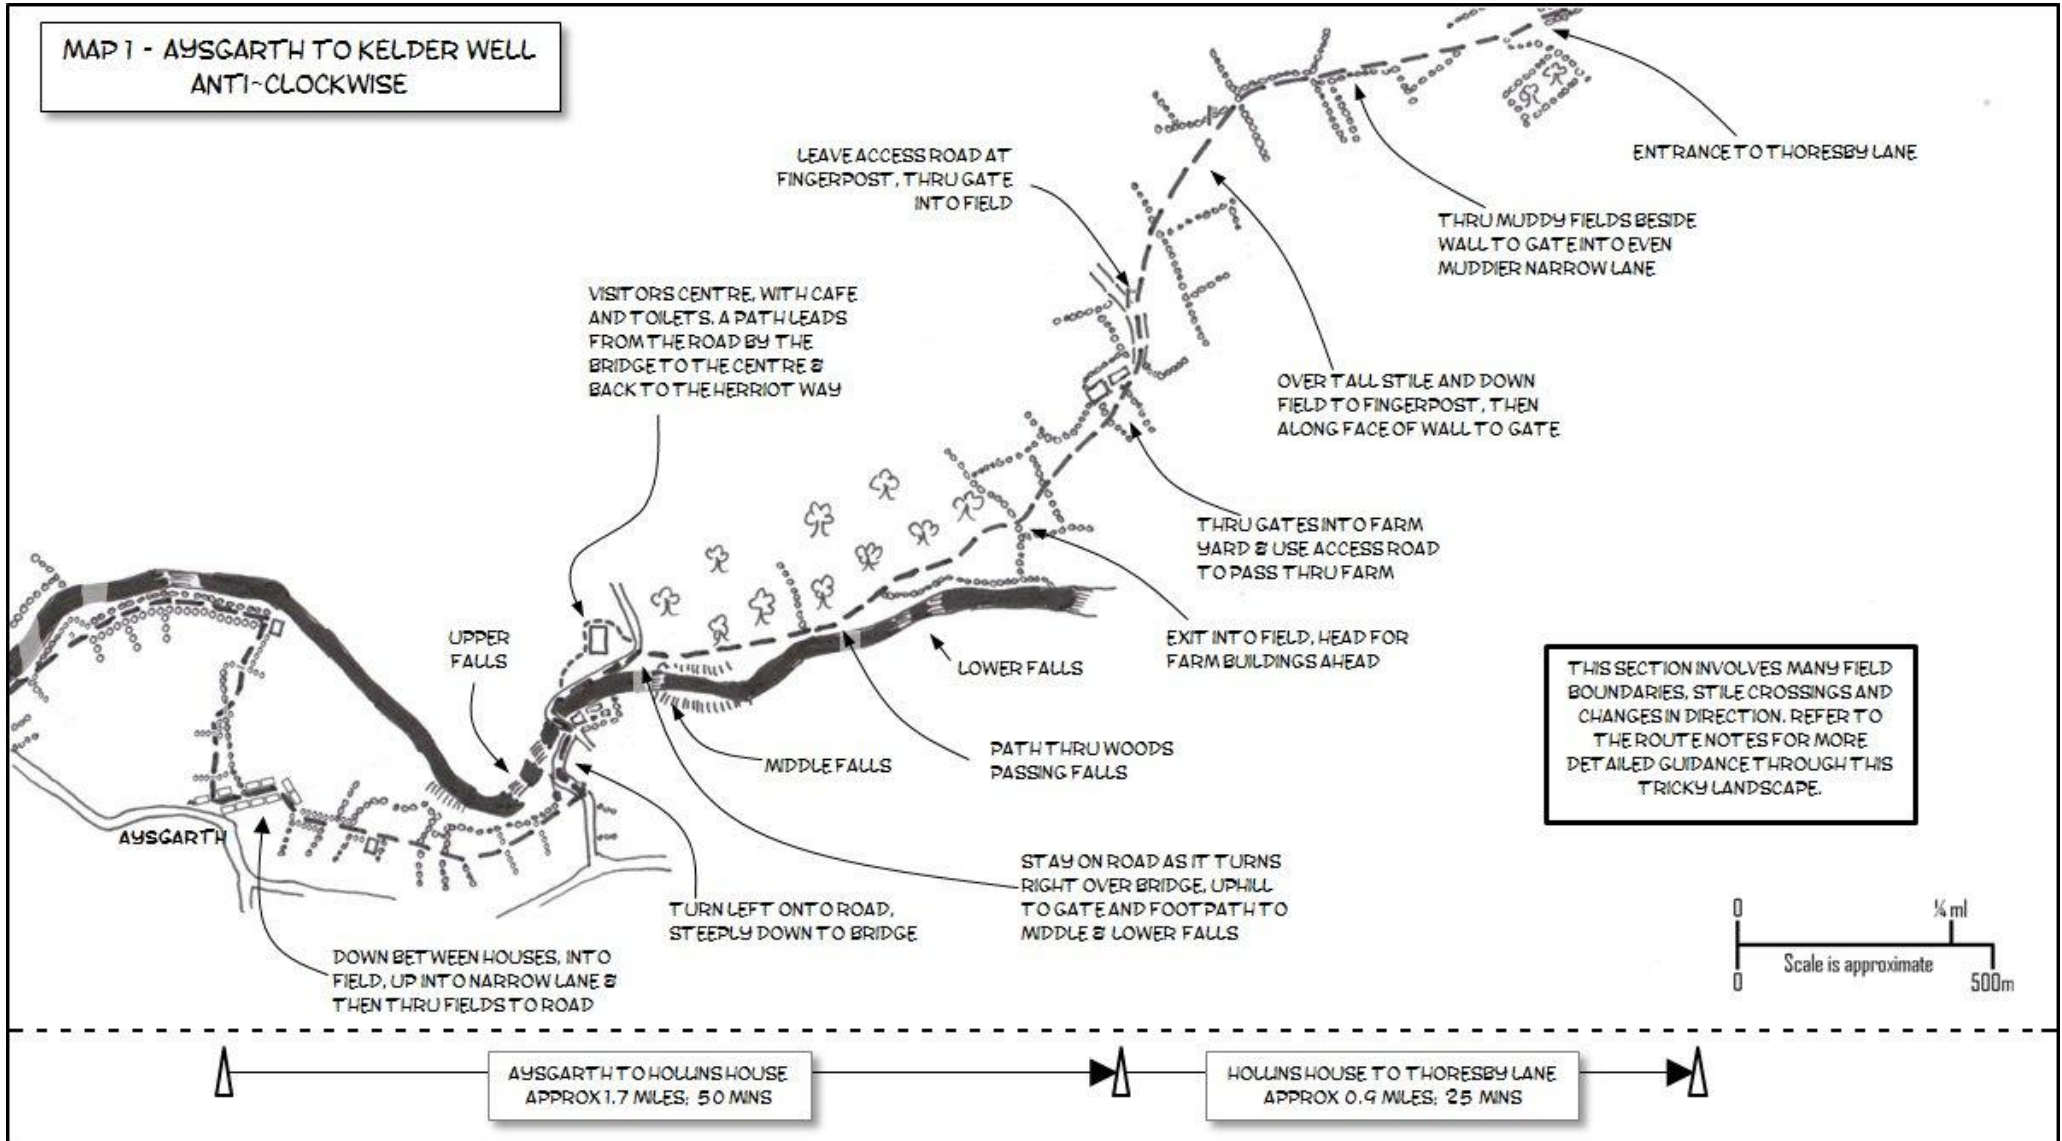 MAP 1 - AYSGARTH TO KELDER WELL
ANTI-CLOCKWISE
LEAVE ACCESS ROAD AT
FINGERPOST, THRU GATE
INTO FIELD
ENTRANCE TO THORESBY LANE
THRU MUDDY FIELDS BESIDE
WALL TO GATE INTO EVEN
MUDDIER NARROW LANE
VISITORS CENTRE, WITH CAFE
AND TOILETS. A PATH LEADS
FROM THE ROAD BY THE
BRIDGE TO THE CENTRE &
BACK TO THE HERRIOT WAY
OVER TALL STILE AND DOWN
FIELD TO FINGERPOST, THEN
ALONG FACE OF WALL TO GATE
THRU GATES INTO FARM
YARD & USE ACCESS ROAD
TO PASS THRU FARM
UPPER
FALLS
EXIT INTO FIELD, HEAD FOR
FARM BUILDINGS AHEAD
LOWER FALLS
THIS SECTION INVOLVES MANY FIELD
BOUNDARIES, STILE CROSSINGS AND
CHANGES IN DIRECTION. REFER TO
THE ROUTE NOTES FOR MORE
DETAILED GUIDANCE THROUGH THIS
TRICKY LANDSCAPE.
MIDDLE FALLS
PATH THRU WOODS
PASSING FALLS
AYSGARTH
STAY ON ROAD AS IT TURNS
RIGHT OVER BRIDGE, UPHILL
TO GATE AND FOOTPATH TO
MIDDLE & LOWER FALLS
TURN LEFT ONTO ROAD,
STEEPLY DOWN TO BRIDGE
DOWN BETWEEN HOUSES, INTO
FIELD, UP INTO NARROW LANE &
THEN THRU FIELDS TO ROAD
0 ¼ ml
Scale is approximate
0 500m
AYSGARTH TO HOLLINS HOUSE
APPROX 1.7 MILES; 50 MINS
HOLLINS HOUSE TO THORESBY LANE
APPROX 0.9 MILES; 25 MINS